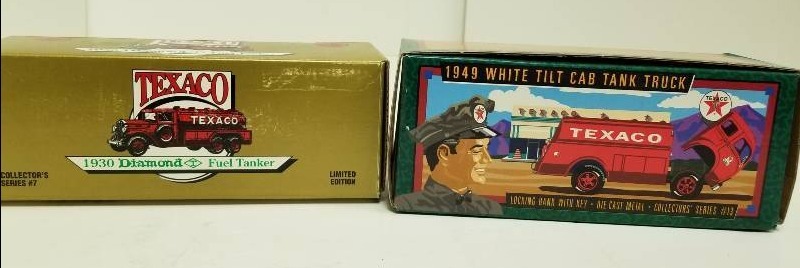 TEXACO
TEXACO
1930 Diamond T Fuel Tanker
COLLECTOR'S
SERIES #7
LIMITED
EDITION
1949 WHITE TILT CAB TANK TRUCK
TEXACO
TEXACO
LOCKING BANK WITH KEY • DIE CAST METAL • COLLECTORS' SERIES #13